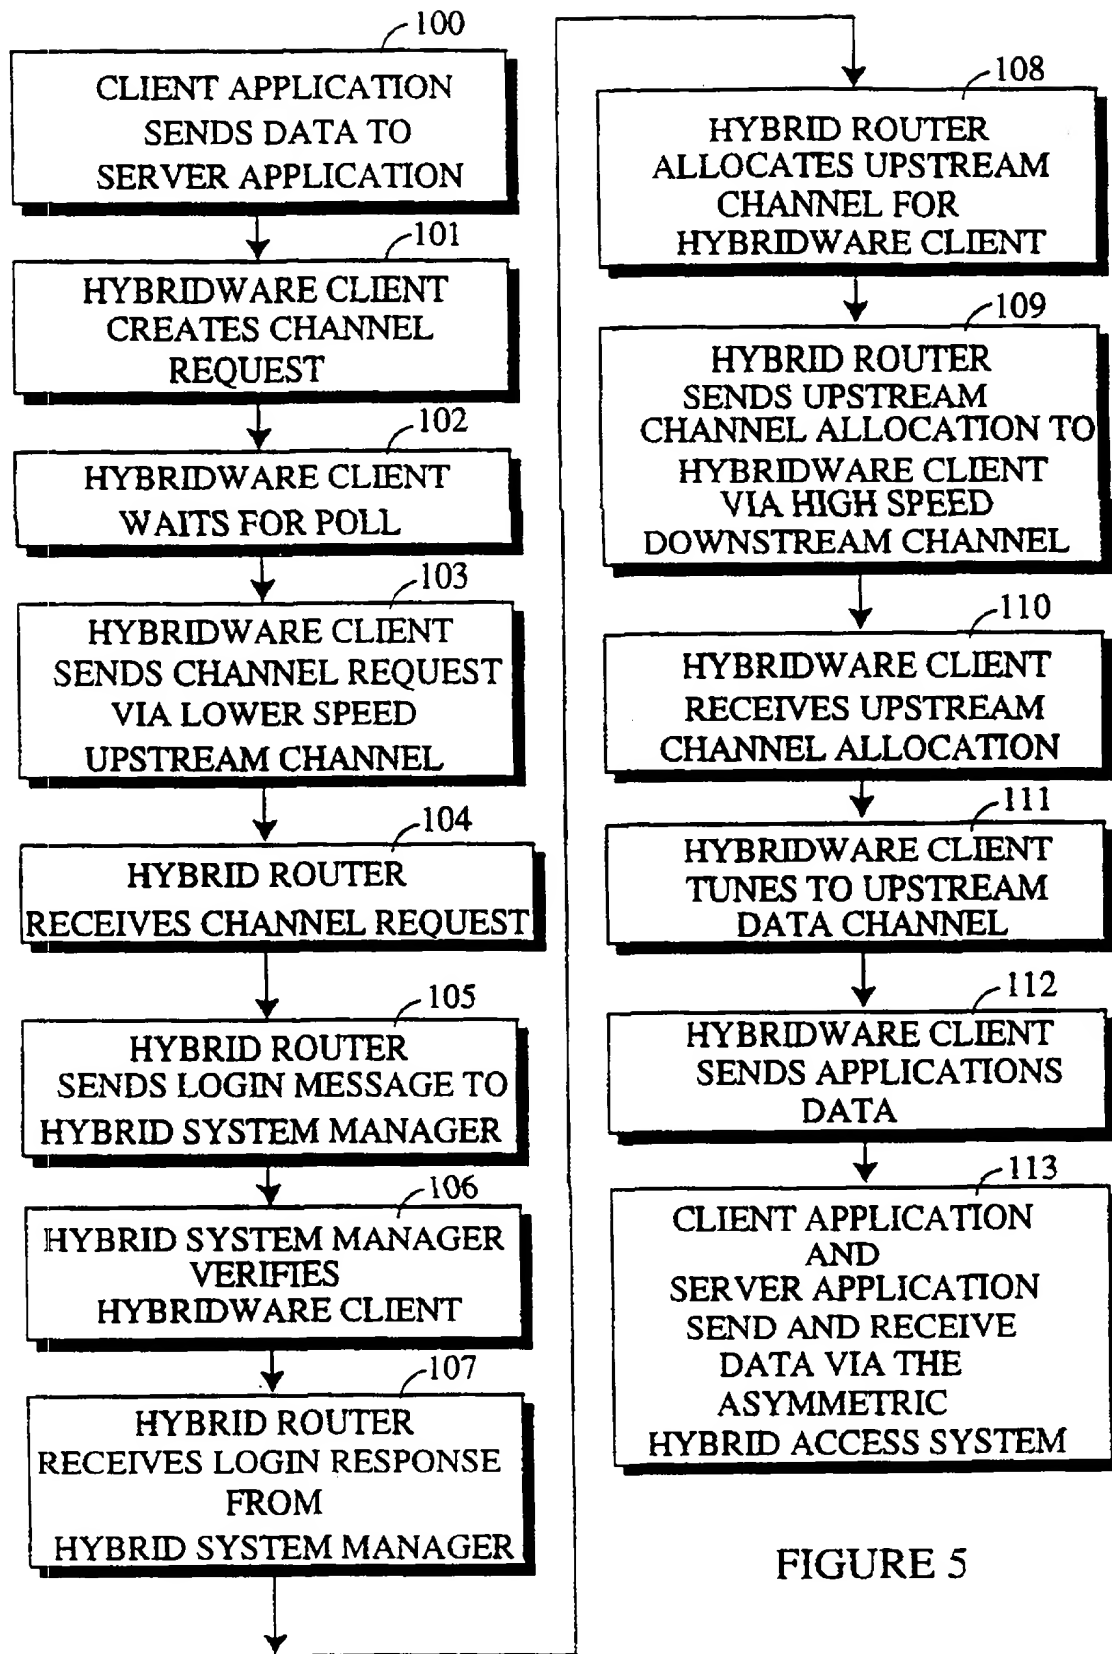 100
CLIENT APPLICATION
SENDS DATA TO
SERVER APPLICATION
101
HYBRIDWARE CLIENT
CREATES CHANNEL
REQUEST
102
HYBRIDWARE CLIENT
WAITS FOR POLL
103
HYBRIDWARE CLIENT
SENDS CHANNEL REQUEST
VIA LOWER SPEED
UPSTREAM CHANNEL
104
HYBRID ROUTER
RECEIVES CHANNEL REQUEST
105
HYBRID ROUTER
SENDS LOGIN MESSAGE TO
HYBRID SYSTEM MANAGER
106
HYBRID SYSTEM MANAGER
VERIFIES
HYBRIDWARE CLIENT
107
HYBRID ROUTER
RECEIVES LOGIN RESPONSE
FROM
HYBRID SYSTEM MANAGER
108
HYBRID ROUTER
ALLOCATES UPSTREAM
CHANNEL FOR
HYBRIDWARE CLIENT
109
HYBRID ROUTER
SENDS UPSTREAM
CHANNEL ALLOCATION TO
HYBRIDWARE CLIENT
VIA HIGH SPEED
DOWNSTREAM CHANNEL
110
HYBRIDWARE CLIENT
RECEIVES UPSTREAM
CHANNEL ALLOCATION
111
HYBRIDWARE CLIENT
TUNES TO UPSTREAM
DATA CHANNEL
112
HYBRIDWARE CLIENT
SENDS APPLICATIONS
DATA
113
CLIENT APPLICATION
AND
SERVER APPLICATION
SEND AND RECEIVE
DATA VIA THE
ASYMMETRIC
HYBRID ACCESS SYSTEM
FIGURE 5